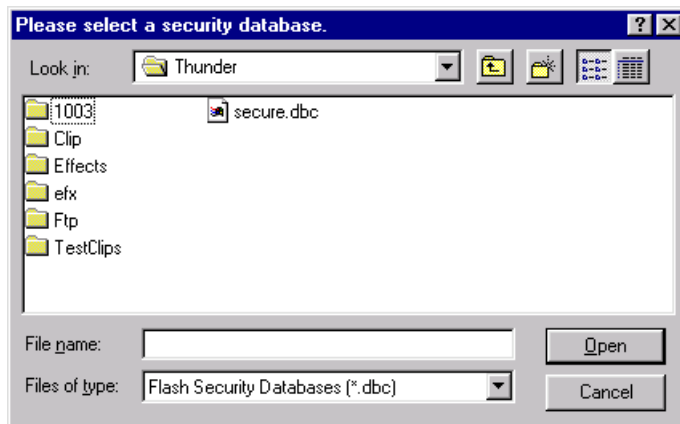 Please select a security database.
Look in: Thunder
1003 secure.dbc
Clip
Effects
efx
Ftp
TestClips
File name: Open
Files of type: Flash Security Databases (*.dbc) Cancel